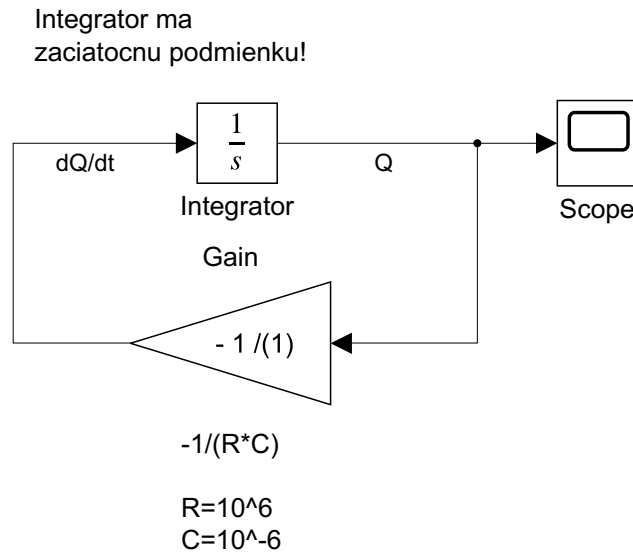 Integrator ma
zaciatocnu podmienku!
1
s
dQ/dt
Q
Integrator
Scope
Gain
- 1 /(1)
-1/(R*C)
R=10^6
C=10^-6